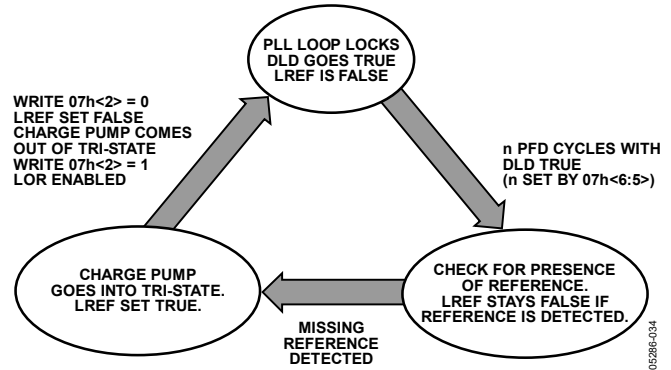 PLL LOOP LOCKS
DLD GOES TRUE
LREF IS FALSE
WRITE 07h<2> = 0
LREF SET FALSE
CHARGE PUMP COMES
OUT OF TRI-STATE
WRITE 07h<2> = 1
LOR ENABLED
n PFD CYCLES WITH
DLD TRUE
(n SET BY 07h<6:5>)
CHARGE PUMP
GOES INTO TRI-STATE.
LREF SET TRUE.
CHECK FOR PRESENCE
OF REFERENCE.
LREF STAYS FALSE IF
REFERENCE IS DETECTED.
MISSING
REFERENCE
DETECTED
05286-034